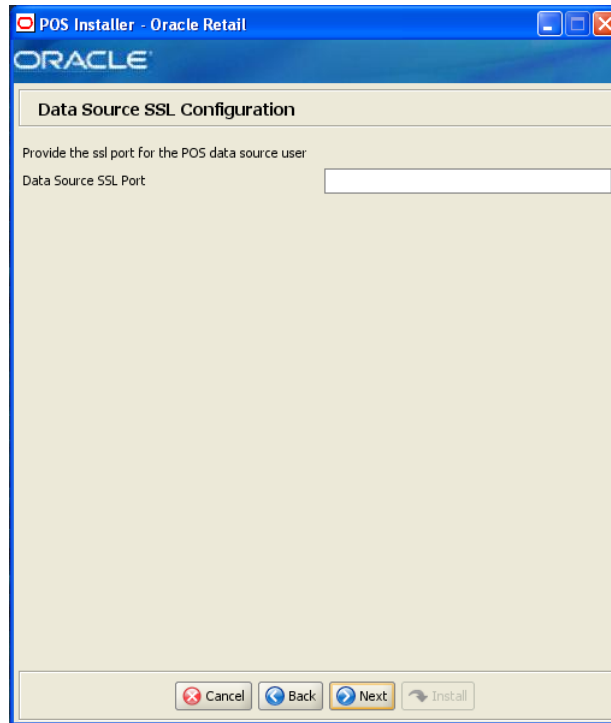 POS Installer - Oracle Retail
ORACLE
Data Source SSL Configuration
Provide the ssl port for the POS data source user
Data Source SSL Port
Cancel Back Next Install